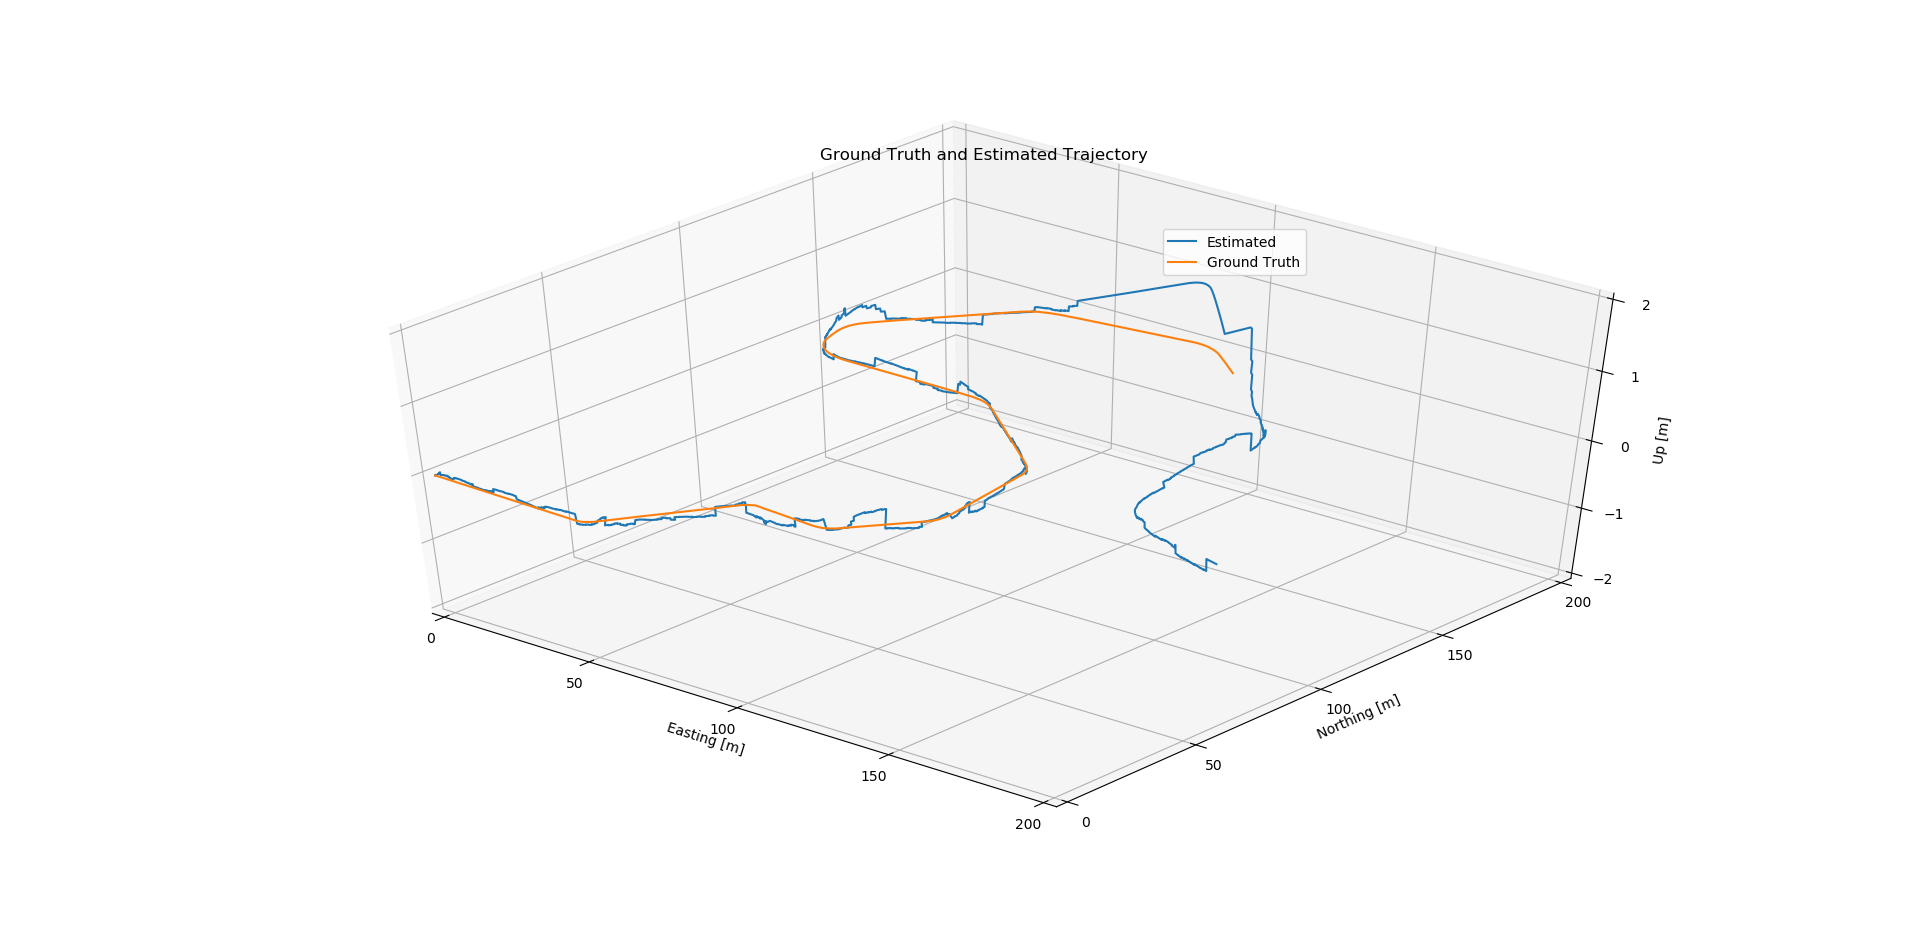 Ground Truth and Estimated Trajectory
Estimated
Ground Truth
2
1
0
−1
−2
Up [m]
0
50
100
150
200
Easting [m]
0
50
100
150
200
Northing [m]